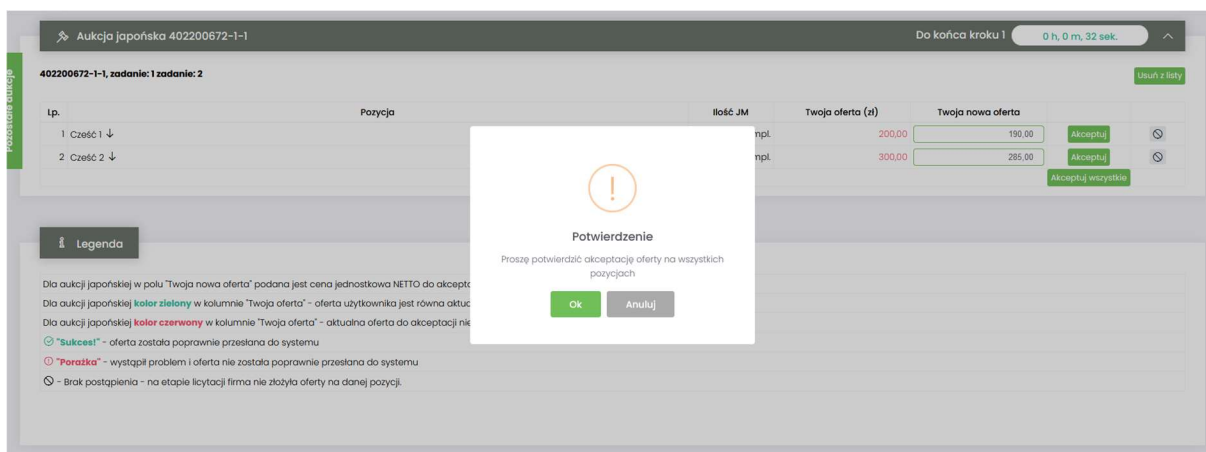 Aukcja japońska 402200672-1-1
Do końca kroku 1 0 h, 0 m, 32 sek.
Pozostałe aukcje
402200672-1-1, zadanie: 1 zadanie: 2
Usuń z listy
Lp. Pozycja Ilość JM Twoja oferta (zł) Twoja nowa oferta
1 Cześć 1 ↓ mpl. 200,00 190,00 Akceptuj
2 Cześć 2 ↓ mpl. 300,00 285,00 Akceptuj
Akceptuj wszystkie
!
Potwierdzenie
Proszę potwierdzić akceptację oferty na wszystkich
pozycjach
Ok Anuluj
i Legenda
Dla aukcji japońskiej w polu "Twoja nowa oferta" podana jest cena jednostkowa NETTO do akcepta
Dla aukcji japońskiej kolor zielony w kolumnie "Twoja oferta" - oferta użytkownika jest równa aktuc
Dla aukcji japońskiej kolor czerwony w kolumnie "Twoja oferta" - aktualna oferta do akceptacji nie
"Sukces!" - oferta została poprawnie przesłana do systemu
"Porażka" - wystąpił problem i oferta nie została poprawnie przesłana do systemu
- Brak postąpienia - na etapie licytacji firma nie złożyła oferty na danej pozycji.